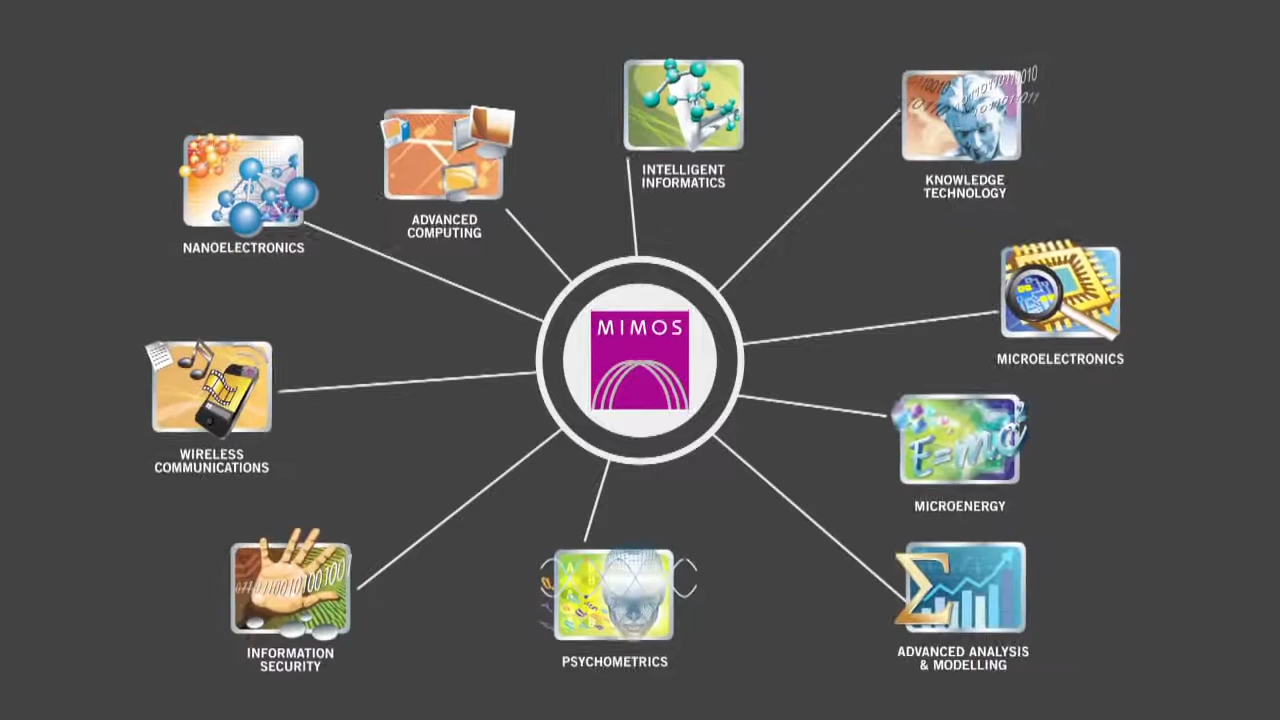 INTELLIGENT
INFORMATICS
KNOWLEDGE
TECHNOLOGY
ADVANCED
COMPUTING
NANOELECTRONICS
MIMOS
MICROELECTRONICS
WIRELESS
COMMUNICATIONS
E=mc²
MICROENERGY
INFORMATION
SECURITY
PSYCHOMETRICS
Σ
ADVANCED ANALYSIS
& MODELLING